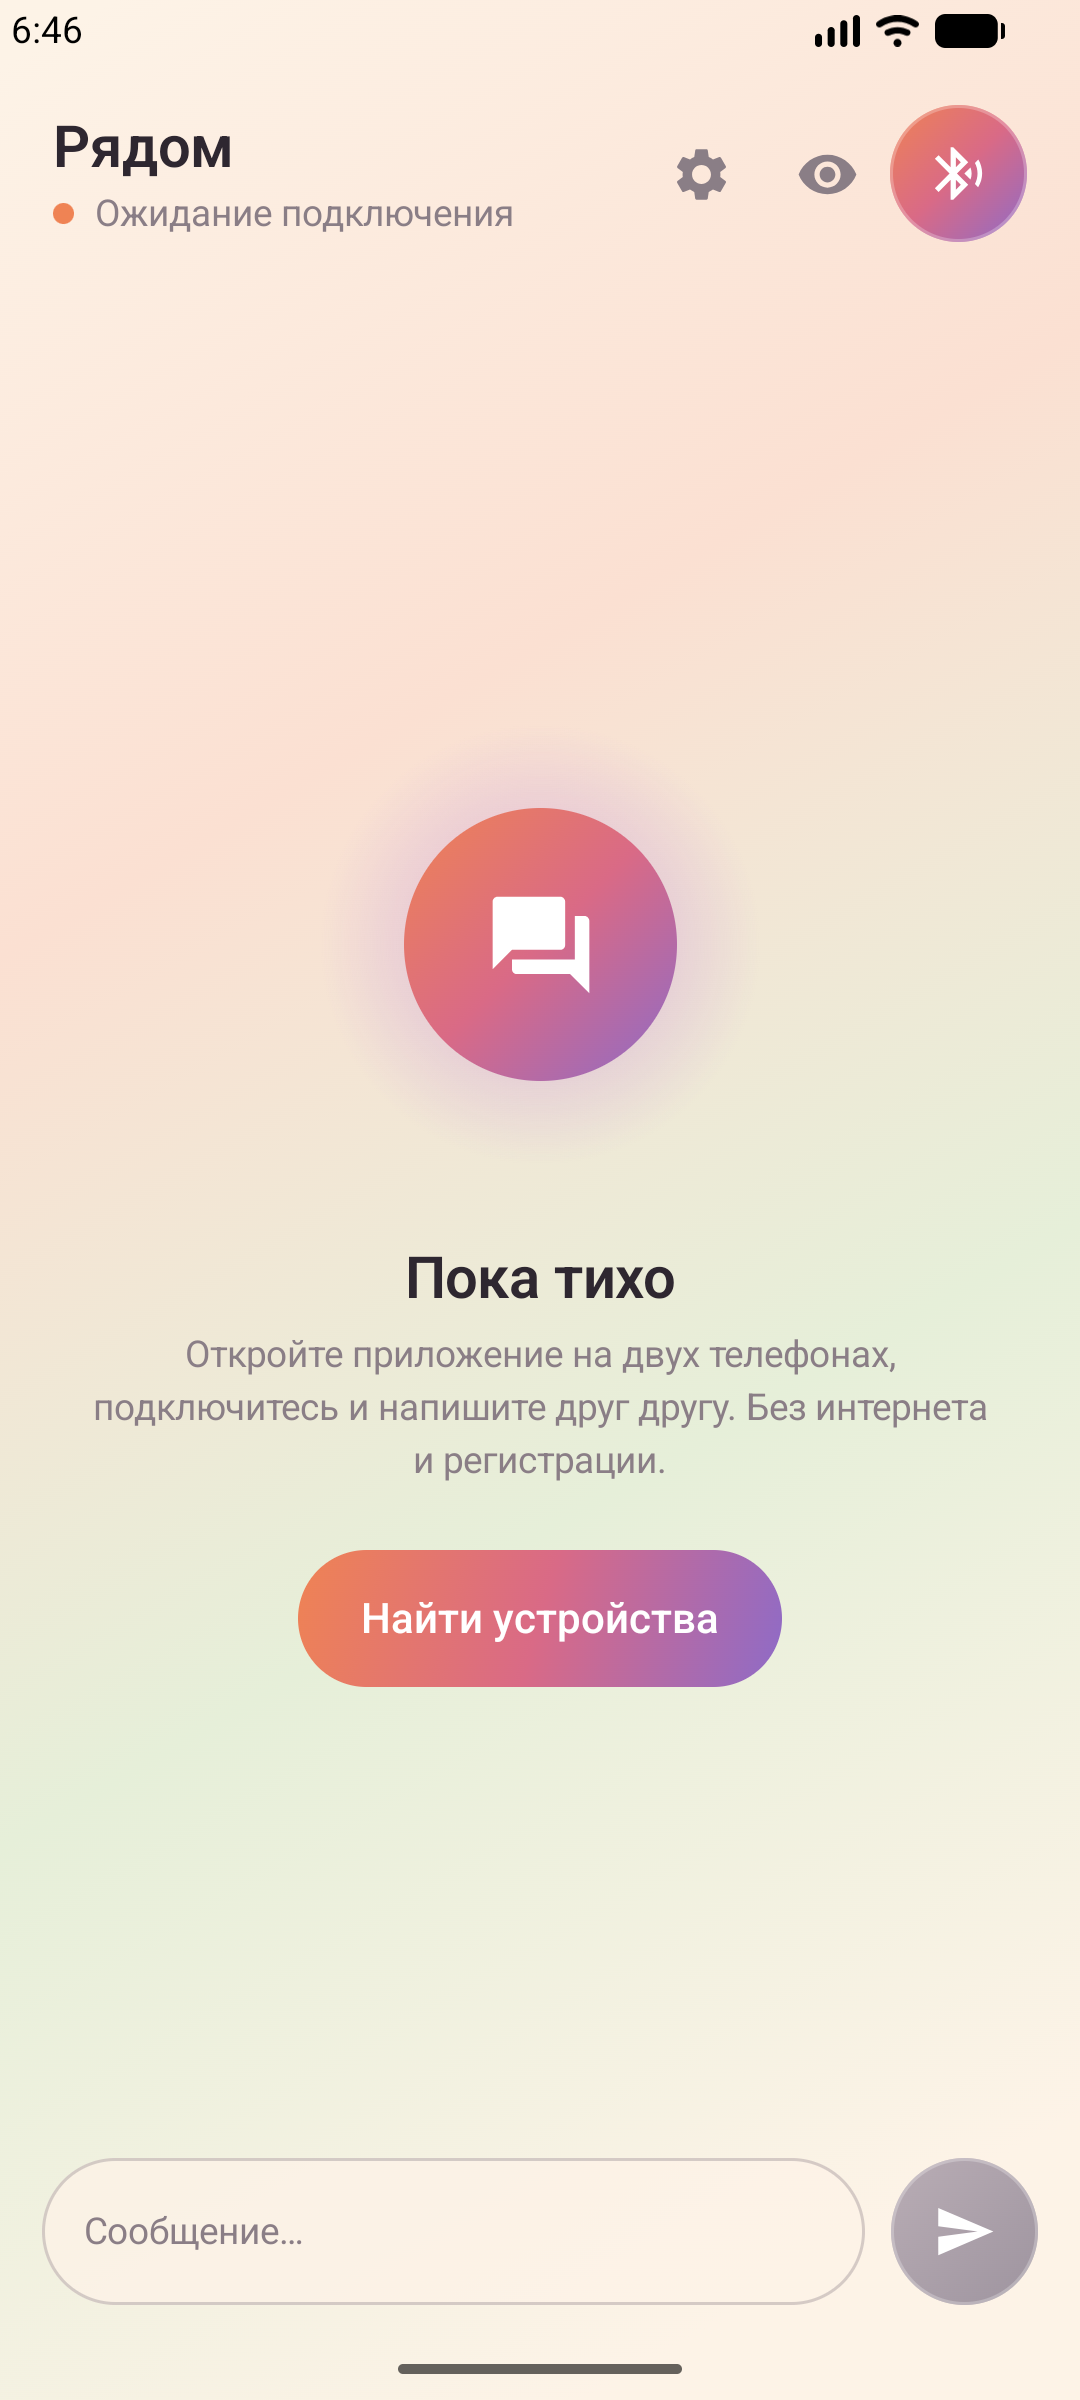 6:46
Рядом
Ожидание подключения
Пока тихо
Откройте приложение на двух телефонах,
подключитесь и напишите друг другу. Без интернета
и регистрации.
Найти устройства
Сообщение...